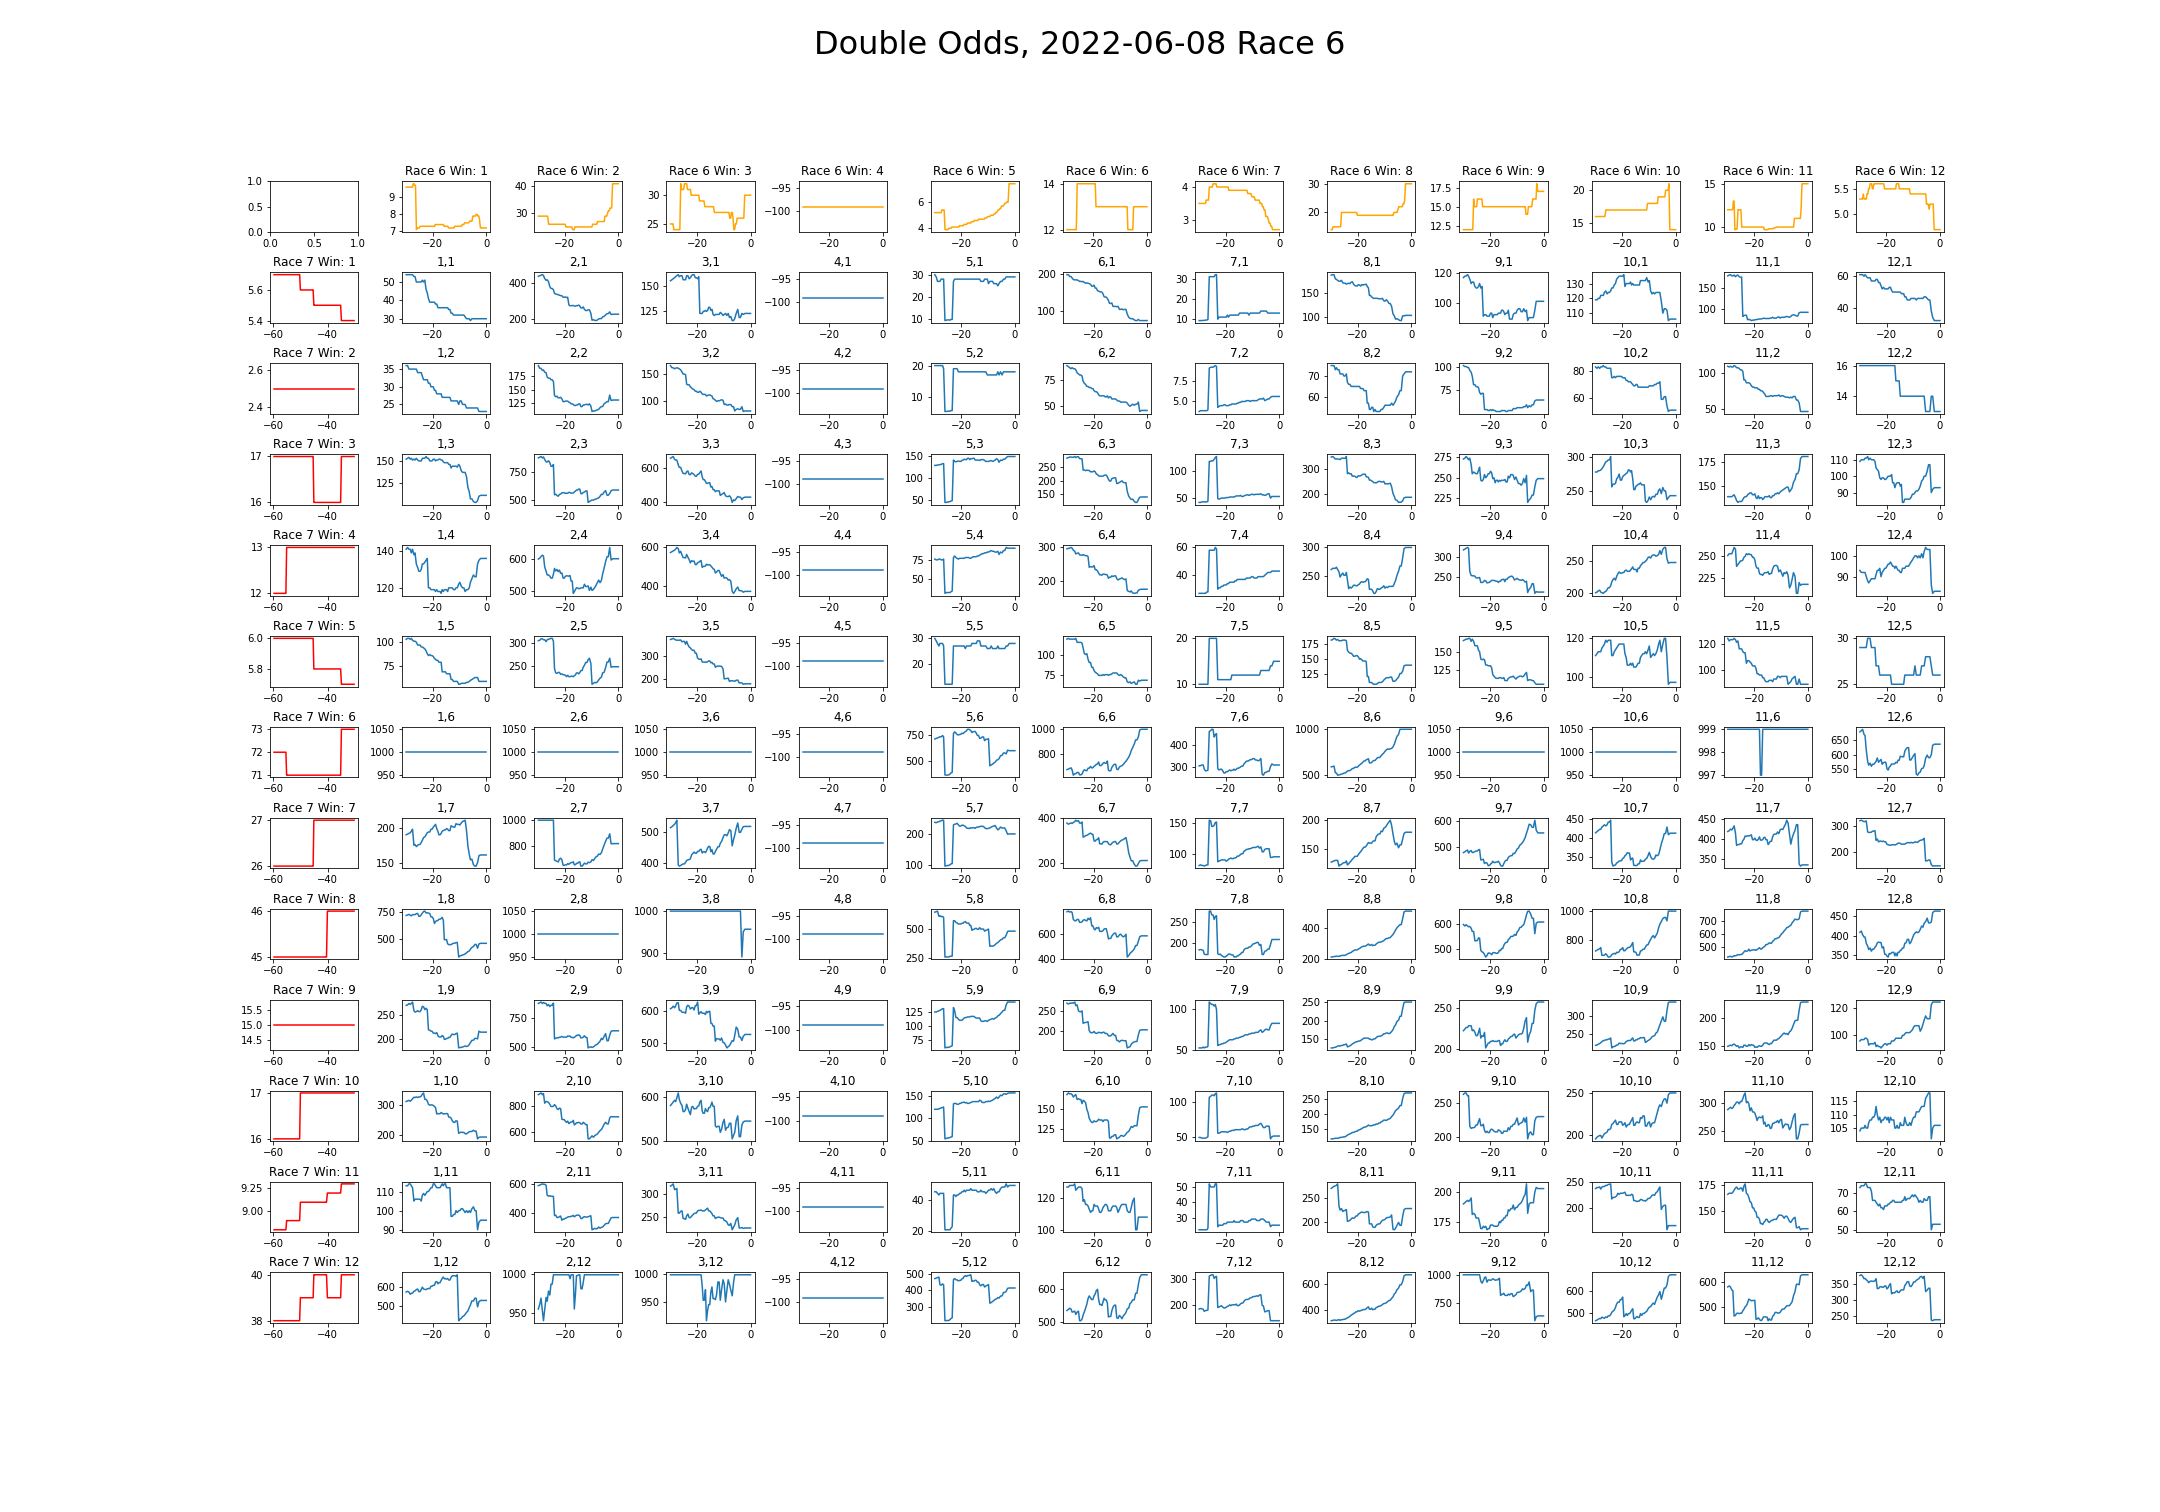 Double Odds, 2022-06-08 Race 6
Race 6 Win: 1 Race 6 Win: 2 Race 6 Win: 3 Race 6 Win: 4 Race 6 Win: 5 Race 6 Win: 6 Race 6 Win: 7 Race 6 Win: 8 Race 6 Win: 9 Race 6 Win: 10 Race 6 Win: 11 Race 6 Win: 12
1.0 0.5 0.0 9 8 7 40 30 30 25 −95 −100 6 4 14 12 4 3 30 20 17.5 15.0 12.5 20 15 15 10 5.5 5.0
0.0 0.5 1.0 −20 0 −20 0 −20 0 −20 0 −20 0 −20 0 −20 0 −20 0 −20 0 −20 0 −20 0 −20 0
Race 7 Win: 1 1,1 2,1 3,1 4,1 5,1 6,1 7,1 8,1 9,1 10,1 11,1 12,1
5.6 5.4 50 40 30 400 200 150 125 −95 −100 30 20 10 200 100 30 20 10 150 100 120 100 130 120 110 150 100 60 40
−60 −40 −20 0 −20 0 −20 0 −20 0 −20 0 −20 0 −20 0 −20 0 −20 0 −20 0 −20 0 −20 0
Race 7 Win: 2 1,2 2,2 3,2 4,2 5,2 6,2 7,2 8,2 9,2 10,2 11,2 12,2
2.6 2.4 35 30 25 175 150 125 150 100 −95 −100 20 10 75 50 7.5 5.0 70 60 100 75 80 60 100 50 16 14
−60 −40 −20 0 −20 0 −20 0 −20 0 −20 0 −20 0 −20 0 −20 0 −20 0 −20 0 −20 0 −20 0
Race 7 Win: 3 1,3 2,3 3,3 4,3 5,3 6,3 7,3 8,3 9,3 10,3 11,3 12,3
17 16 150 125 750 500 600 400 −95 −100 150 100 50 250 200 150 100 50 300 200 275 250 225 300 250 175 150 110 100 90
−60 −40 −20 0 −20 0 −20 0 −20 0 −20 0 −20 0 −20 0 −20 0 −20 0 −20 0 −20 0 −20 0
Race 7 Win: 4 1,4 2,4 3,4 4,4 5,4 6,4 7,4 8,4 9,4 10,4 11,4 12,4
13 12 140 120 600 500 600 400 −95 −100 75 50 300 200 60 40 300 250 300 250 250 200 250 225 100 90
−60 −40 −20 0 −20 0 −20 0 −20 0 −20 0 −20 0 −20 0 −20 0 −20 0 −20 0 −20 0 −20 0
Race 7 Win: 5 1,5 2,5 3,5 4,5 5,5 6,5 7,5 8,5 9,5 10,5 11,5 12,5
6.0 5.8 100 75 300 250 300 200 −95 −100 30 20 100 75 20 10 175 150 125 150 125 120 100 120 100 30 25
−60 −40 −20 0 −20 0 −20 0 −20 0 −20 0 −20 0 −20 0 −20 0 −20 0 −20 0 −20 0 −20 0
Race 7 Win: 6 1,6 2,6 3,6 4,6 5,6 6,6 7,6 8,6 9,6 10,6 11,6 12,6
73 72 71 1050 1000 950 1050 1000 950 1050 1000 950 −95 −100 750 500 1000 800 400 300 1000 500 1050 1000 950 1050 1000 950 999 998 997 650 600 550
−60 −40 −20 0 −20 0 −20 0 −20 0 −20 0 −20 0 −20 0 −20 0 −20 0 −20 0 −20 0 −20 0
Race 7 Win: 7 1,7 2,7 3,7 4,7 5,7 6,7 7,7 8,7 9,7 10,7 11,7 12,7
27 26 200 150 1000 800 500 400 −95 −100 200 100 400 200 150 100 200 150 600 500 450 400 350 450 400 350 300 200
−60 −40 −20 0 −20 0 −20 0 −20 0 −20 0 −20 0 −20 0 −20 0 −20 0 −20 0 −20 0 −20 0
Race 7 Win: 8 1,8 2,8 3,8 4,8 5,8 6,8 7,8 8,8 9,8 10,8 11,8 12,8
46 45 750 500 1050 1000 950 1000 900 −95 −100 500 250 600 400 250 200 400 200 600 500 1000 800 700 600 500 450 400 350
−60 −40 −20 0 −20 0 −20 0 −20 0 −20 0 −20 0 −20 0 −20 0 −20 0 −20 0 −20 0 −20 0
Race 7 Win: 9 1,9 2,9 3,9 4,9 5,9 6,9 7,9 8,9 9,9 10,9 11,9 12,9
15.5 15.0 14.5 250 200 750 500 600 500 −95 −100 125 100 75 250 200 100 50 250 200 150 250 200 300 250 200 150 120 100
−60 −40 −20 0 −20 0 −20 0 −20 0 −20 0 −20 0 −20 0 −20 0 −20 0 −20 0 −20 0 −20 0
Race 7 Win: 10 1,10 2,10 3,10 4,10 5,10 6,10 7,10 8,10 9,10 10,10 11,10 12,10
17 16 300 200 800 600 600 500 −95 −100 150 100 50 150 125 100 50 250 200 150 250 200 250 200 300 250 115 110 105
−60 −40 −20 0 −20 0 −20 0 −20 0 −20 0 −20 0 −20 0 −20 0 −20 0 −20 0 −20 0 −20 0
Race 7 Win: 11 1,11 2,11 3,11 4,11 5,11 6,11 7,11 8,11 9,11 10,11 11,11 12,11
9.25 9.00 110 100 90 600 400 300 250 −95 −100 40 20 120 100 50 40 30 250 200 200 175 250 200 175 150 70 60 50
−60 −40 −20 0 −20 0 −20 0 −20 0 −20 0 −20 0 −20 0 −20 0 −20 0 −20 0 −20 0 −20 0
Race 7 Win: 12 1,12 2,12 3,12 4,12 5,12 6,12 7,12 8,12 9,12 10,12 11,12 12,12
40 38 600 500 1000 950 1000 950 −95 −100 500 400 300 600 500 300 200 600 400 1000 750 600 500 600 500 350 300 250
−60 −40 −20 0 −20 0 −20 0 −20 0 −20 0 −20 0 −20 0 −20 0 −20 0 −20 0 −20 0 −20 0